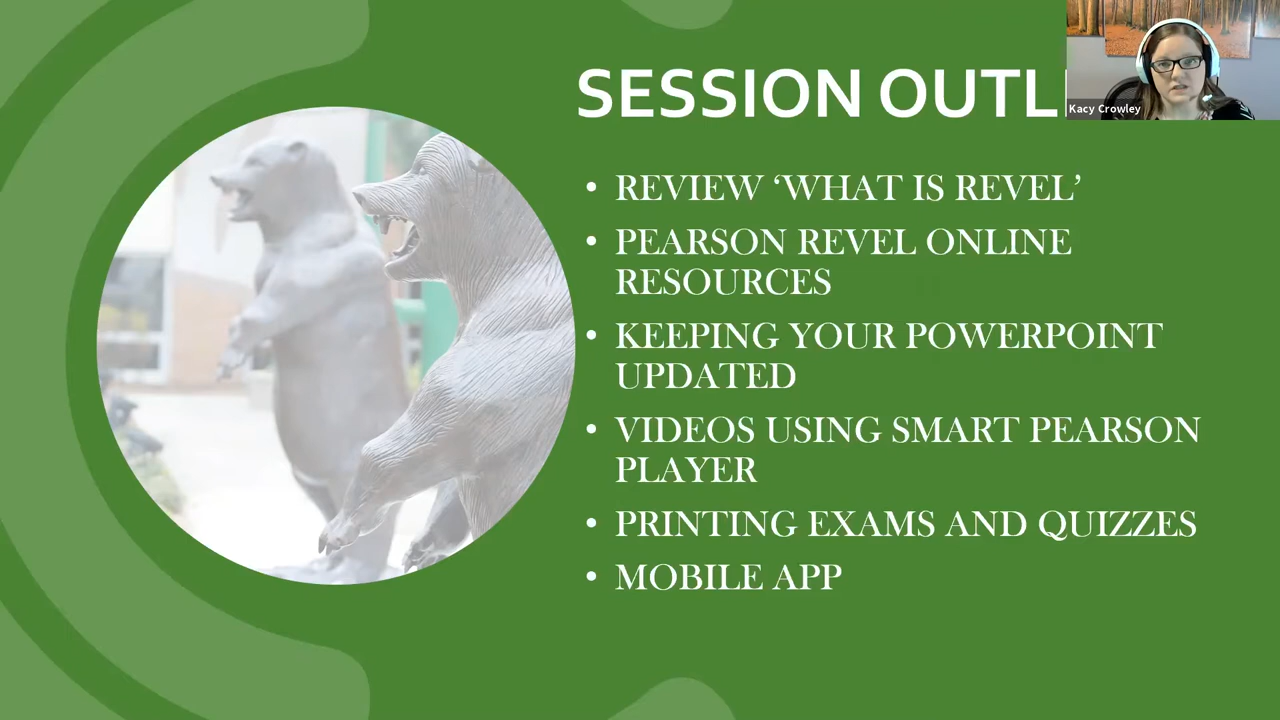 SESSION OUTL
Kacy Crowley
• REVIEW ‘WHAT IS REVEL’
• PEARSON REVEL ONLINE
RESOURCES
• KEEPING YOUR POWERPOINT
UPDATED
• VIDEOS USING SMART PEARSON
PLAYER
• PRINTING EXAMS AND QUIZZES
• MOBILE APP